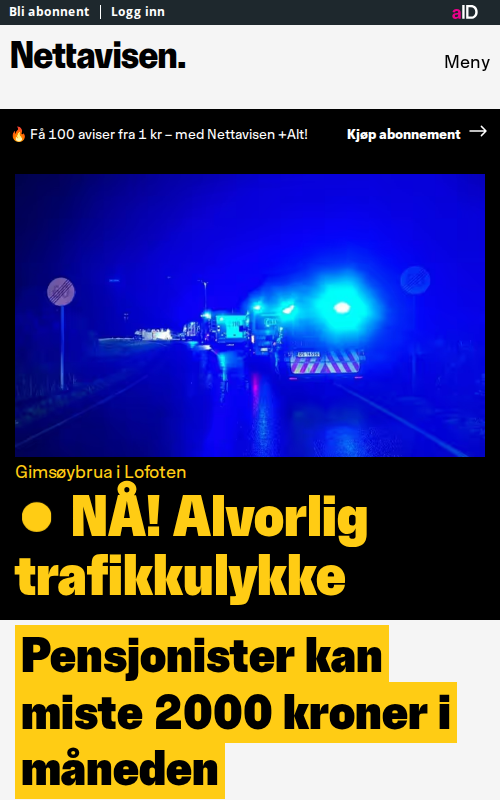 Bli abonnent | Logg inn
aID
Nettavisen.
Meny
🔥 Få 100 aviser fra 1 kr – med Nettavisen +Alt!
Kjøp abonnement →
Gimsøybrua i Lofoten
● NÅ! Alvorlig
trafikkulykke
Pensjonister kan
miste 2000 kroner i
måneden